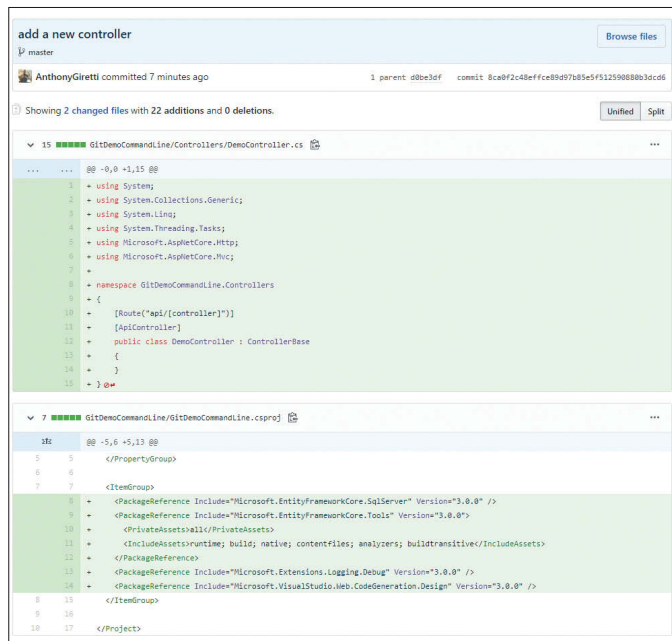 add a new controller
Browse files
master
AnthonyGiretti committed 7 minutes ago
1 parent d0be3df commit 8ca0f2c48effce89d97b85e5f512590880b3dcd6
Showing 2 changed files with 22 additions and 0 deletions.
Unified Split
15 GitDemoCommandLine/Controllers/DemoController.cs ...
... ... @@ -0,0 +1,15 @@
1 + using System;
2 + using System.Collections.Generic;
3 + using System.Linq;
4 + using System.Threading.Tasks;
5 + using Microsoft.AspNetCore.Http;
6 + using Microsoft.AspNetCore.Mvc;
7 +
8 + namespace GitDemoCommandLine.Controllers
9 + {
10 + [Route("api/[controller]")]
11 + [ApiController]
12 + public class DemoController : ControllerBase
13 + {
14 + }
15 + }
7 GitDemoCommandLine/GitDemoCommandLine.csproj ...
@@ -5,6 +5,13 @@
5 5 </PropertyGroup>
6 6
7 7 <ItemGroup>
8 + <PackageReference Include="Microsoft.EntityFrameworkCore.SqlServer" Version="3.0.0" />
9 + <PackageReference Include="Microsoft.EntityFrameworkCore.Tools" Version="3.0.0">
10 + <PrivateAssets>all</PrivateAssets>
11 + <IncludeAssets>runtime; build; native; contentfiles; analyzers; buildtransitive</IncludeAssets>
12 + </PackageReference>
13 + <PackageReference Include="Microsoft.Extensions.Logging.Debug" Version="3.0.0" />
14 + <PackageReference Include="Microsoft.VisualStudio.Web.CodeGeneration.Design" Version="3.0.0" />
8 15 </ItemGroup>
9 16
10 17 </Project>